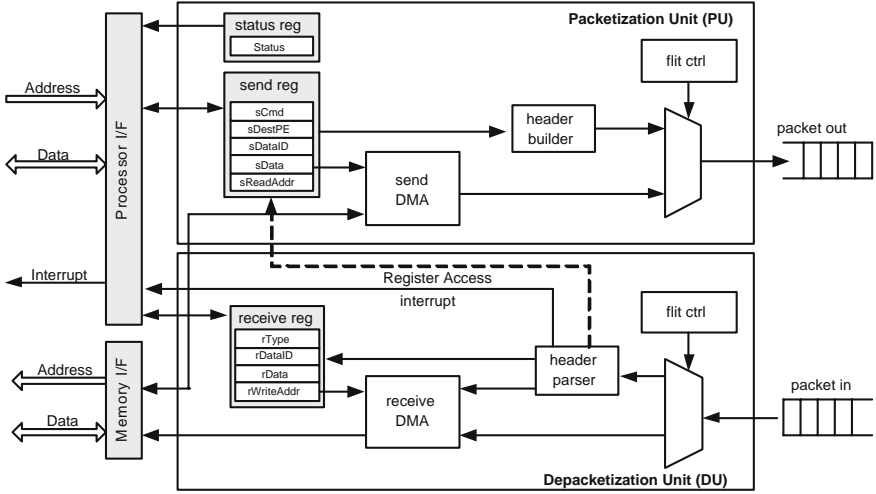 Packetization Unit (PU)
status reg
Status
send reg
sCmd
sDestPE
sDataID
sData
sReadAddr
header
builder
send
DMA
flit ctrl
packet out
Address
Data
Interrupt
Processor I/F
Register Access
interrupt
receive reg
rType
rDataID
rData
rWriteAddr
header
parser
receive
DMA
flit ctrl
packet in
Address
Data
Memory I/F
Depacketization Unit (DU)